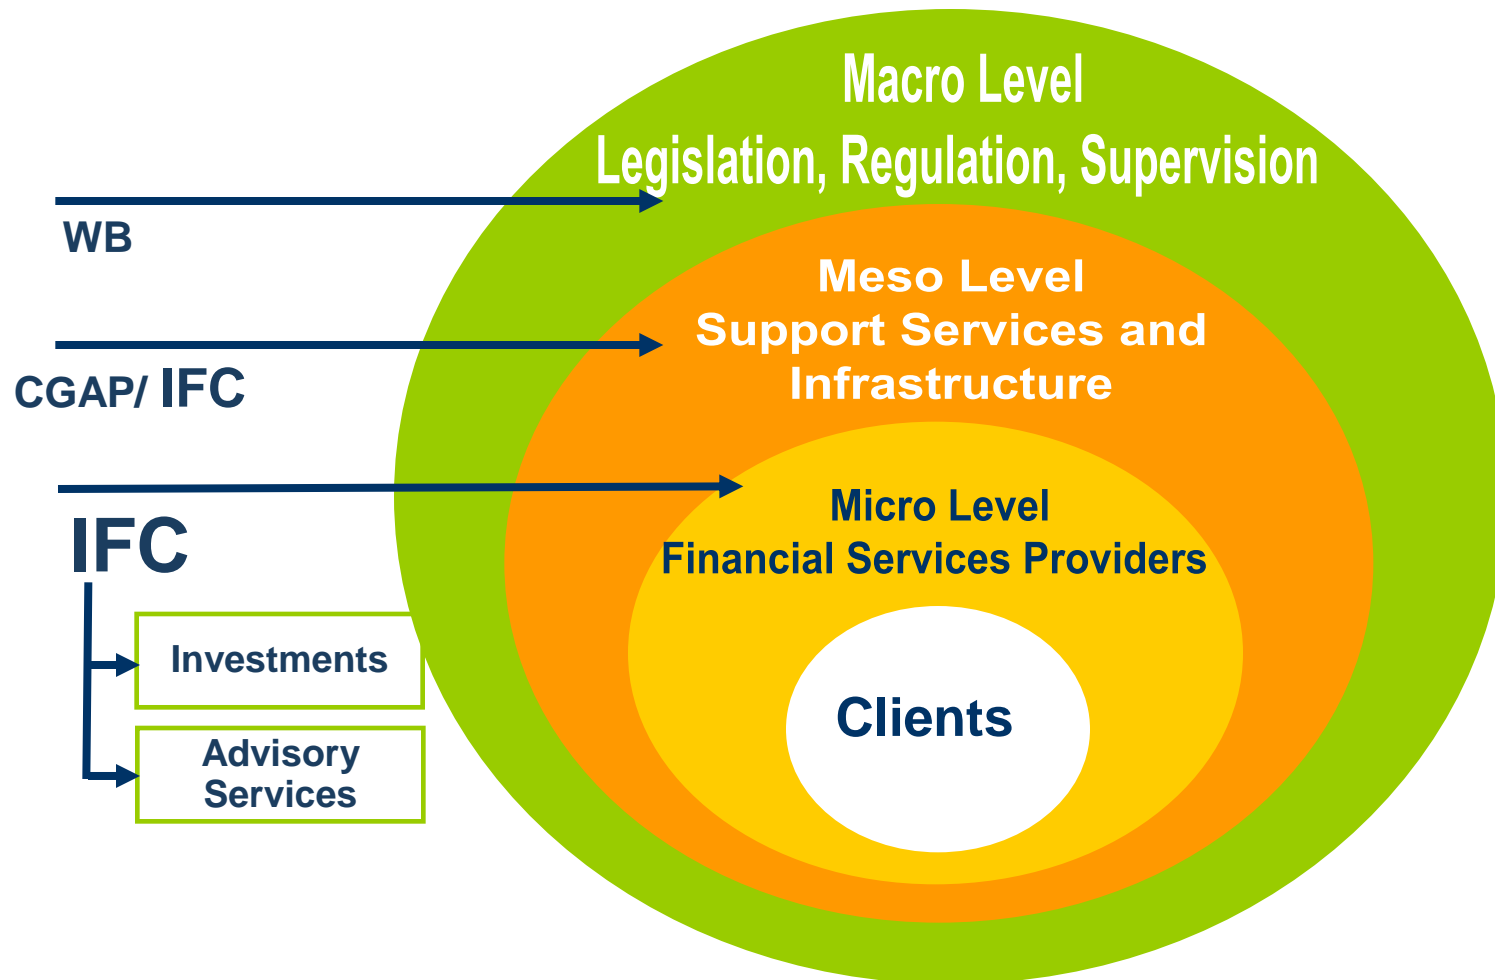 Macro Level
Legislation, Regulation, Supervision
WB
Meso Level
Support Services and
Infrastructure
CGAP/ IFC
Micro Level
Financial Services Providers
IFC
Investments
Advisory
Services
Clients